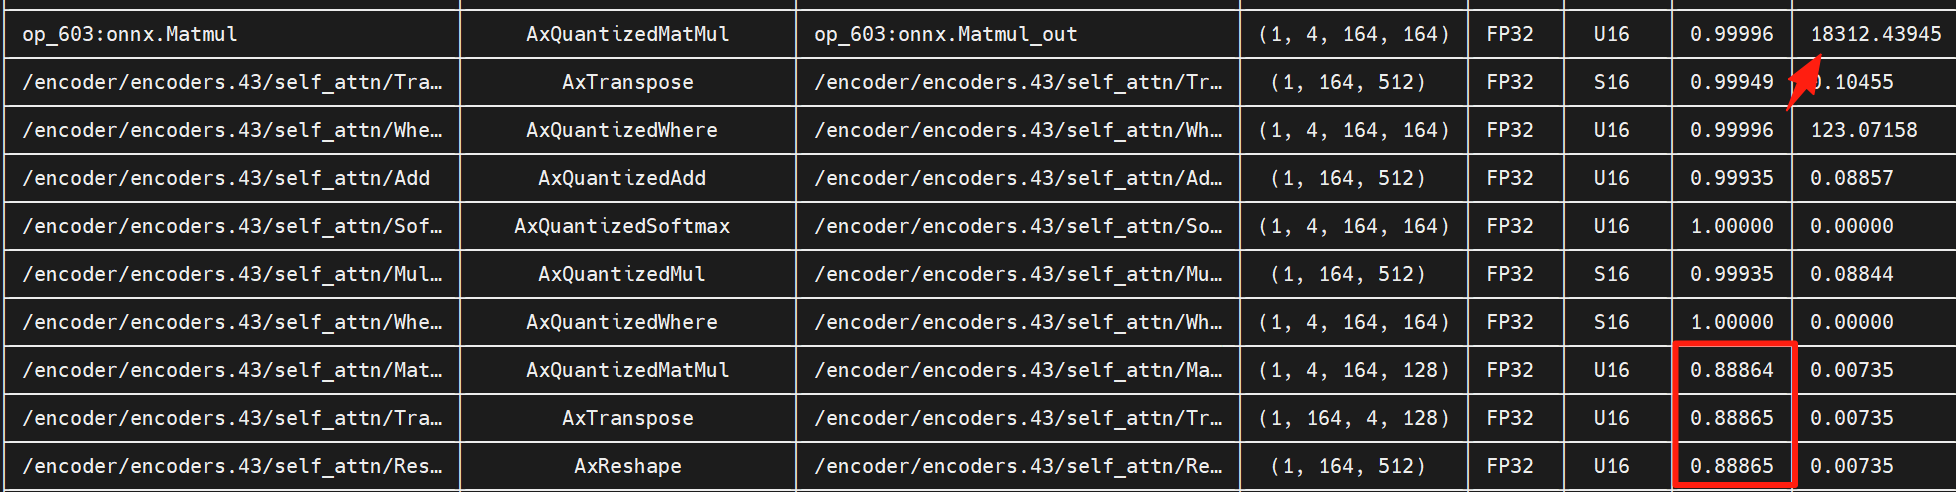 op_603:onnx.Matmul AxQuantizedMatMul op_603:onnx.Matmul_out (1, 4, 164, 164) FP32 U16 0.99996 18312.43945
/encoder/encoders.43/self_attn/Tra… AxTranspose /encoder/encoders.43/self_attn/Tr… (1, 164, 512) FP32 S16 0.99949 0.10455
/encoder/encoders.43/self_attn/Whe… AxQuantizedWhere /encoder/encoders.43/self_attn/Wh… (1, 4, 164, 164) FP32 U16 0.99996 123.07158
/encoder/encoders.43/self_attn/Add AxQuantizedAdd /encoder/encoders.43/self_attn/Ad… (1, 164, 512) FP32 U16 0.99935 0.08857
/encoder/encoders.43/self_attn/Sof… AxQuantizedSoftmax /encoder/encoders.43/self_attn/So… (1, 4, 164, 164) FP32 U16 1.00000 0.00000
/encoder/encoders.43/self_attn/Mul… AxQuantizedMul /encoder/encoders.43/self_attn/Mu… (1, 164, 512) FP32 S16 0.99935 0.08844
/encoder/encoders.43/self_attn/Whe… AxQuantizedWhere /encoder/encoders.43/self_attn/Wh… (1, 4, 164, 164) FP32 S16 1.00000 0.00000
/encoder/encoders.43/self_attn/Mat… AxQuantizedMatMul /encoder/encoders.43/self_attn/Ma… (1, 4, 164, 128) FP32 U16 0.88864 0.00735
/encoder/encoders.43/self_attn/Tra… AxTranspose /encoder/encoders.43/self_attn/Tr… (1, 164, 4, 128) FP32 U16 0.88865 0.00735
/encoder/encoders.43/self_attn/Res… AxReshape /encoder/encoders.43/self_attn/Re… (1, 164, 512) FP32 U16 0.88865 0.00735